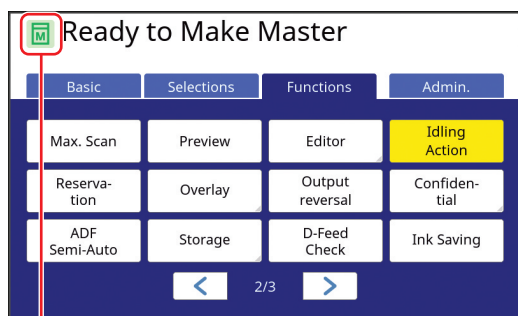 M Ready to Make Master
Basic Selections Functions Admin.
Max. Scan Preview Editor Idling Action
Reserva-
tion Overlay Output
reversal Confiden-
tial
ADF
Semi-Auto Storage D-Feed
Check Ink Saving
< 2/3 >